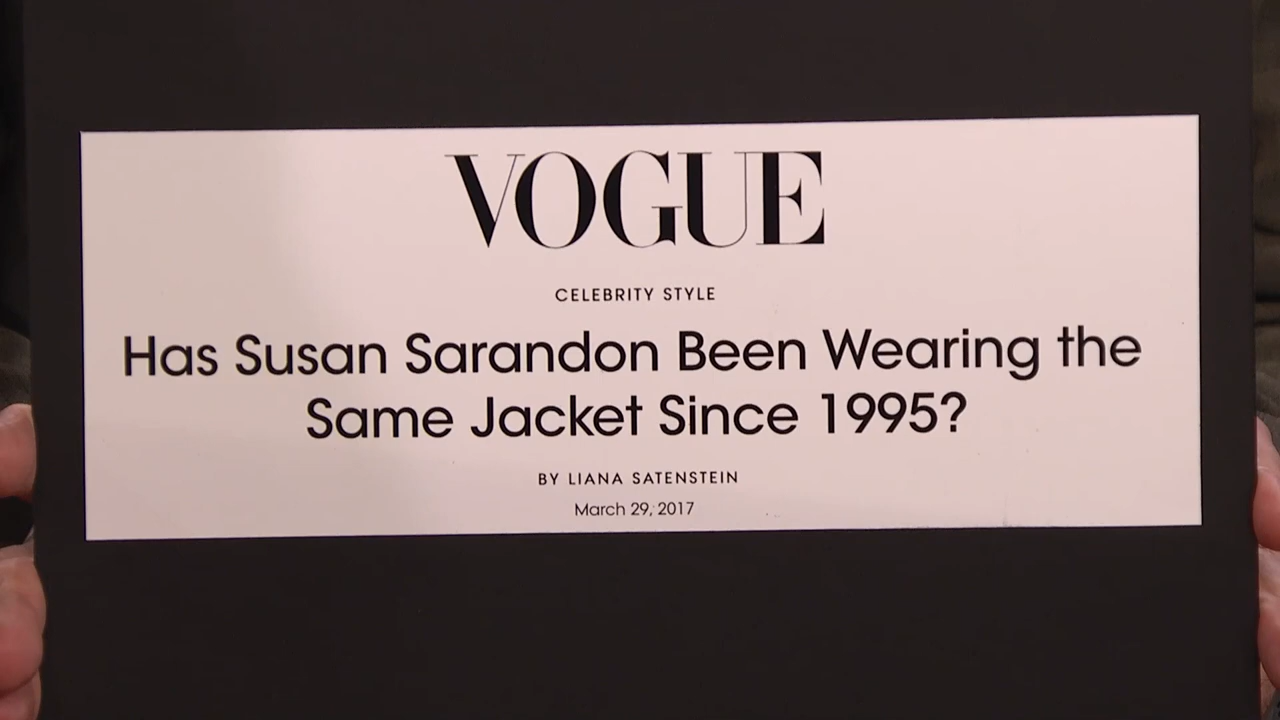 VOGUE
CELEBRITY STYLE
Has Susan Sarandon Been Wearing the
Same Jacket Since 1995?
BY LIANA SATENSTEIN
March 29, 2017